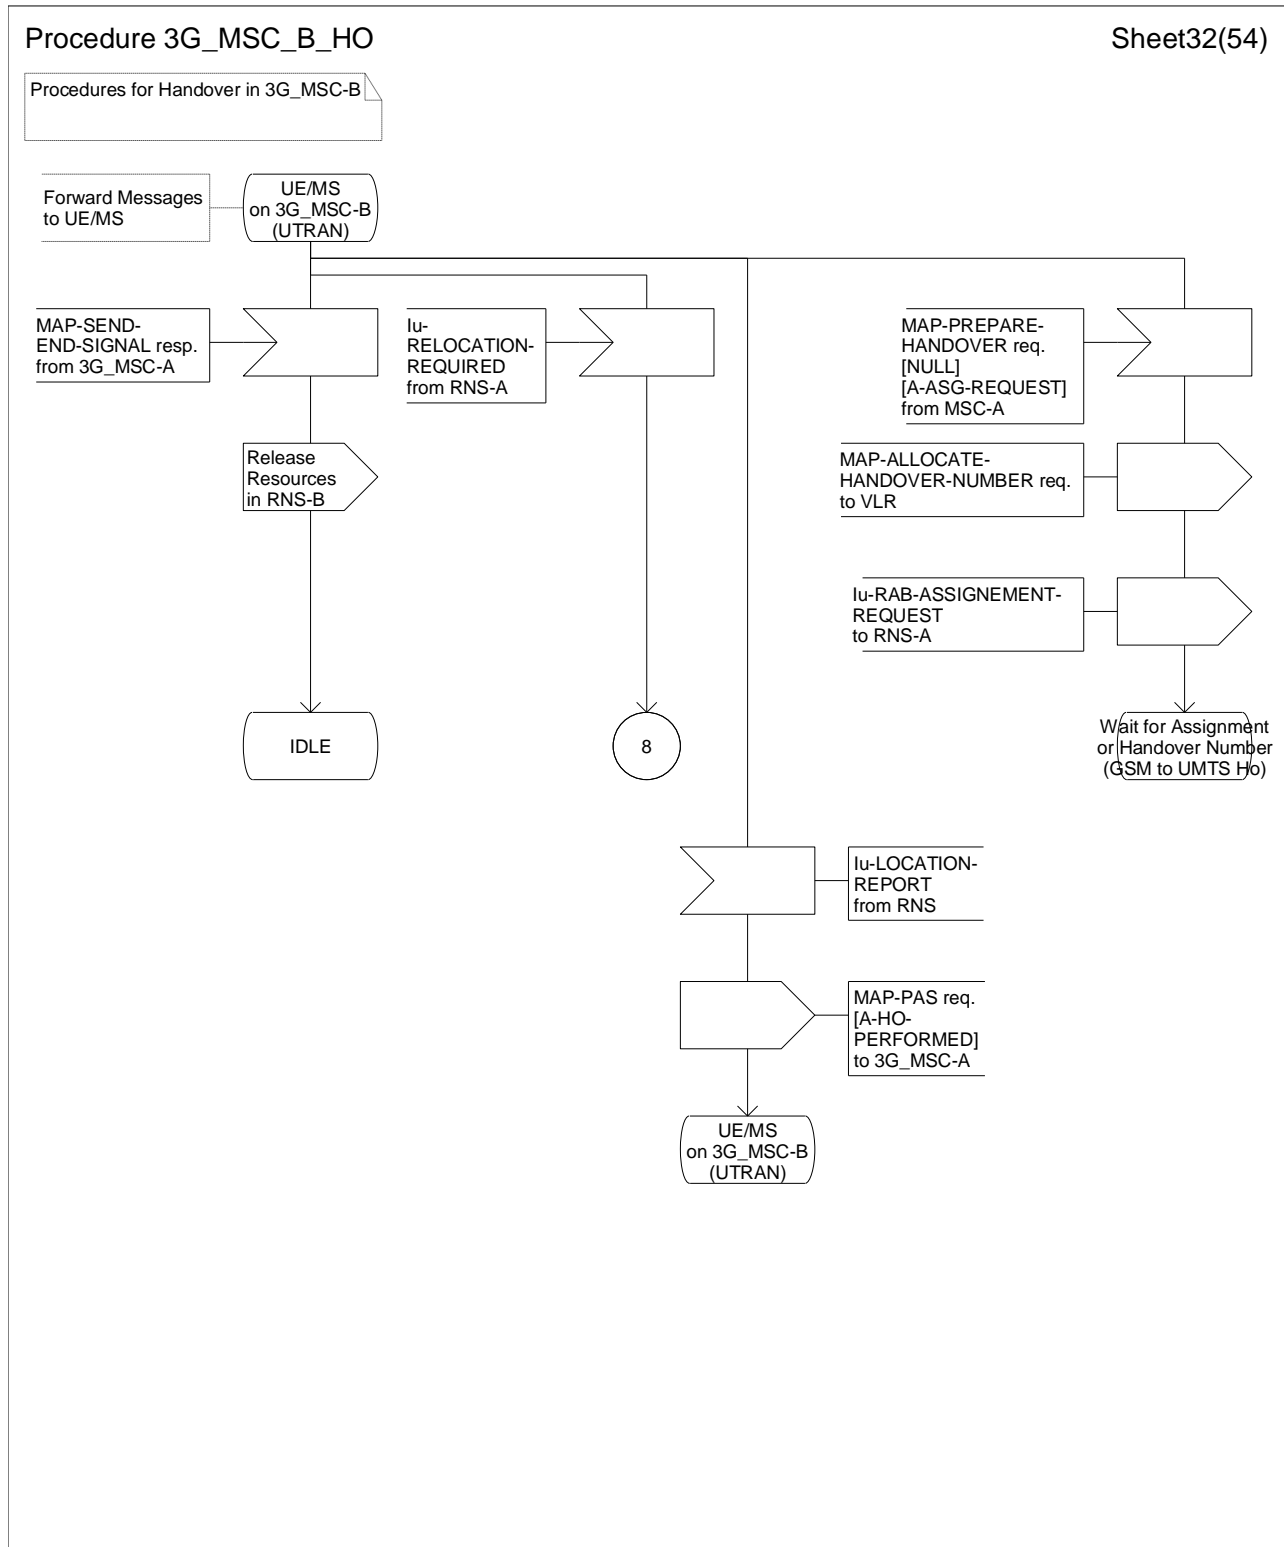 Procedure 3G_MSC_B_HO
Sheet32(54)
Procedures for Handover in 3G_MSC-B
Forward Messages
to UE/MS
UE/MS
on 3G_MSC-B
(UTRAN)
MAP-SEND-
END-SIGNAL resp.
from 3G_MSC-A
Iu-
RELOCATION-
REQUIRED
from RNS-A
MAP-PREPARE-
HANDOVER req.
[NULL]
[A-ASG-REQUEST]
from MSC-A
Release
Resources
in RNS-B
MAP-ALLOCATE-
HANDOVER-NUMBER req.
to VLR
Iu-RAB-ASSIGNEMENT-
REQUEST
to RNS-A
IDLE
8
Wait for Assignment
or Handover Number
(GSM to UMTS Ho)
Iu-LOCATION-
REPORT
from RNS
MAP-PAS req.
[A-HO-
PERFORMED]
to 3G_MSC-A
UE/MS
on 3G_MSC-B
(UTRAN)